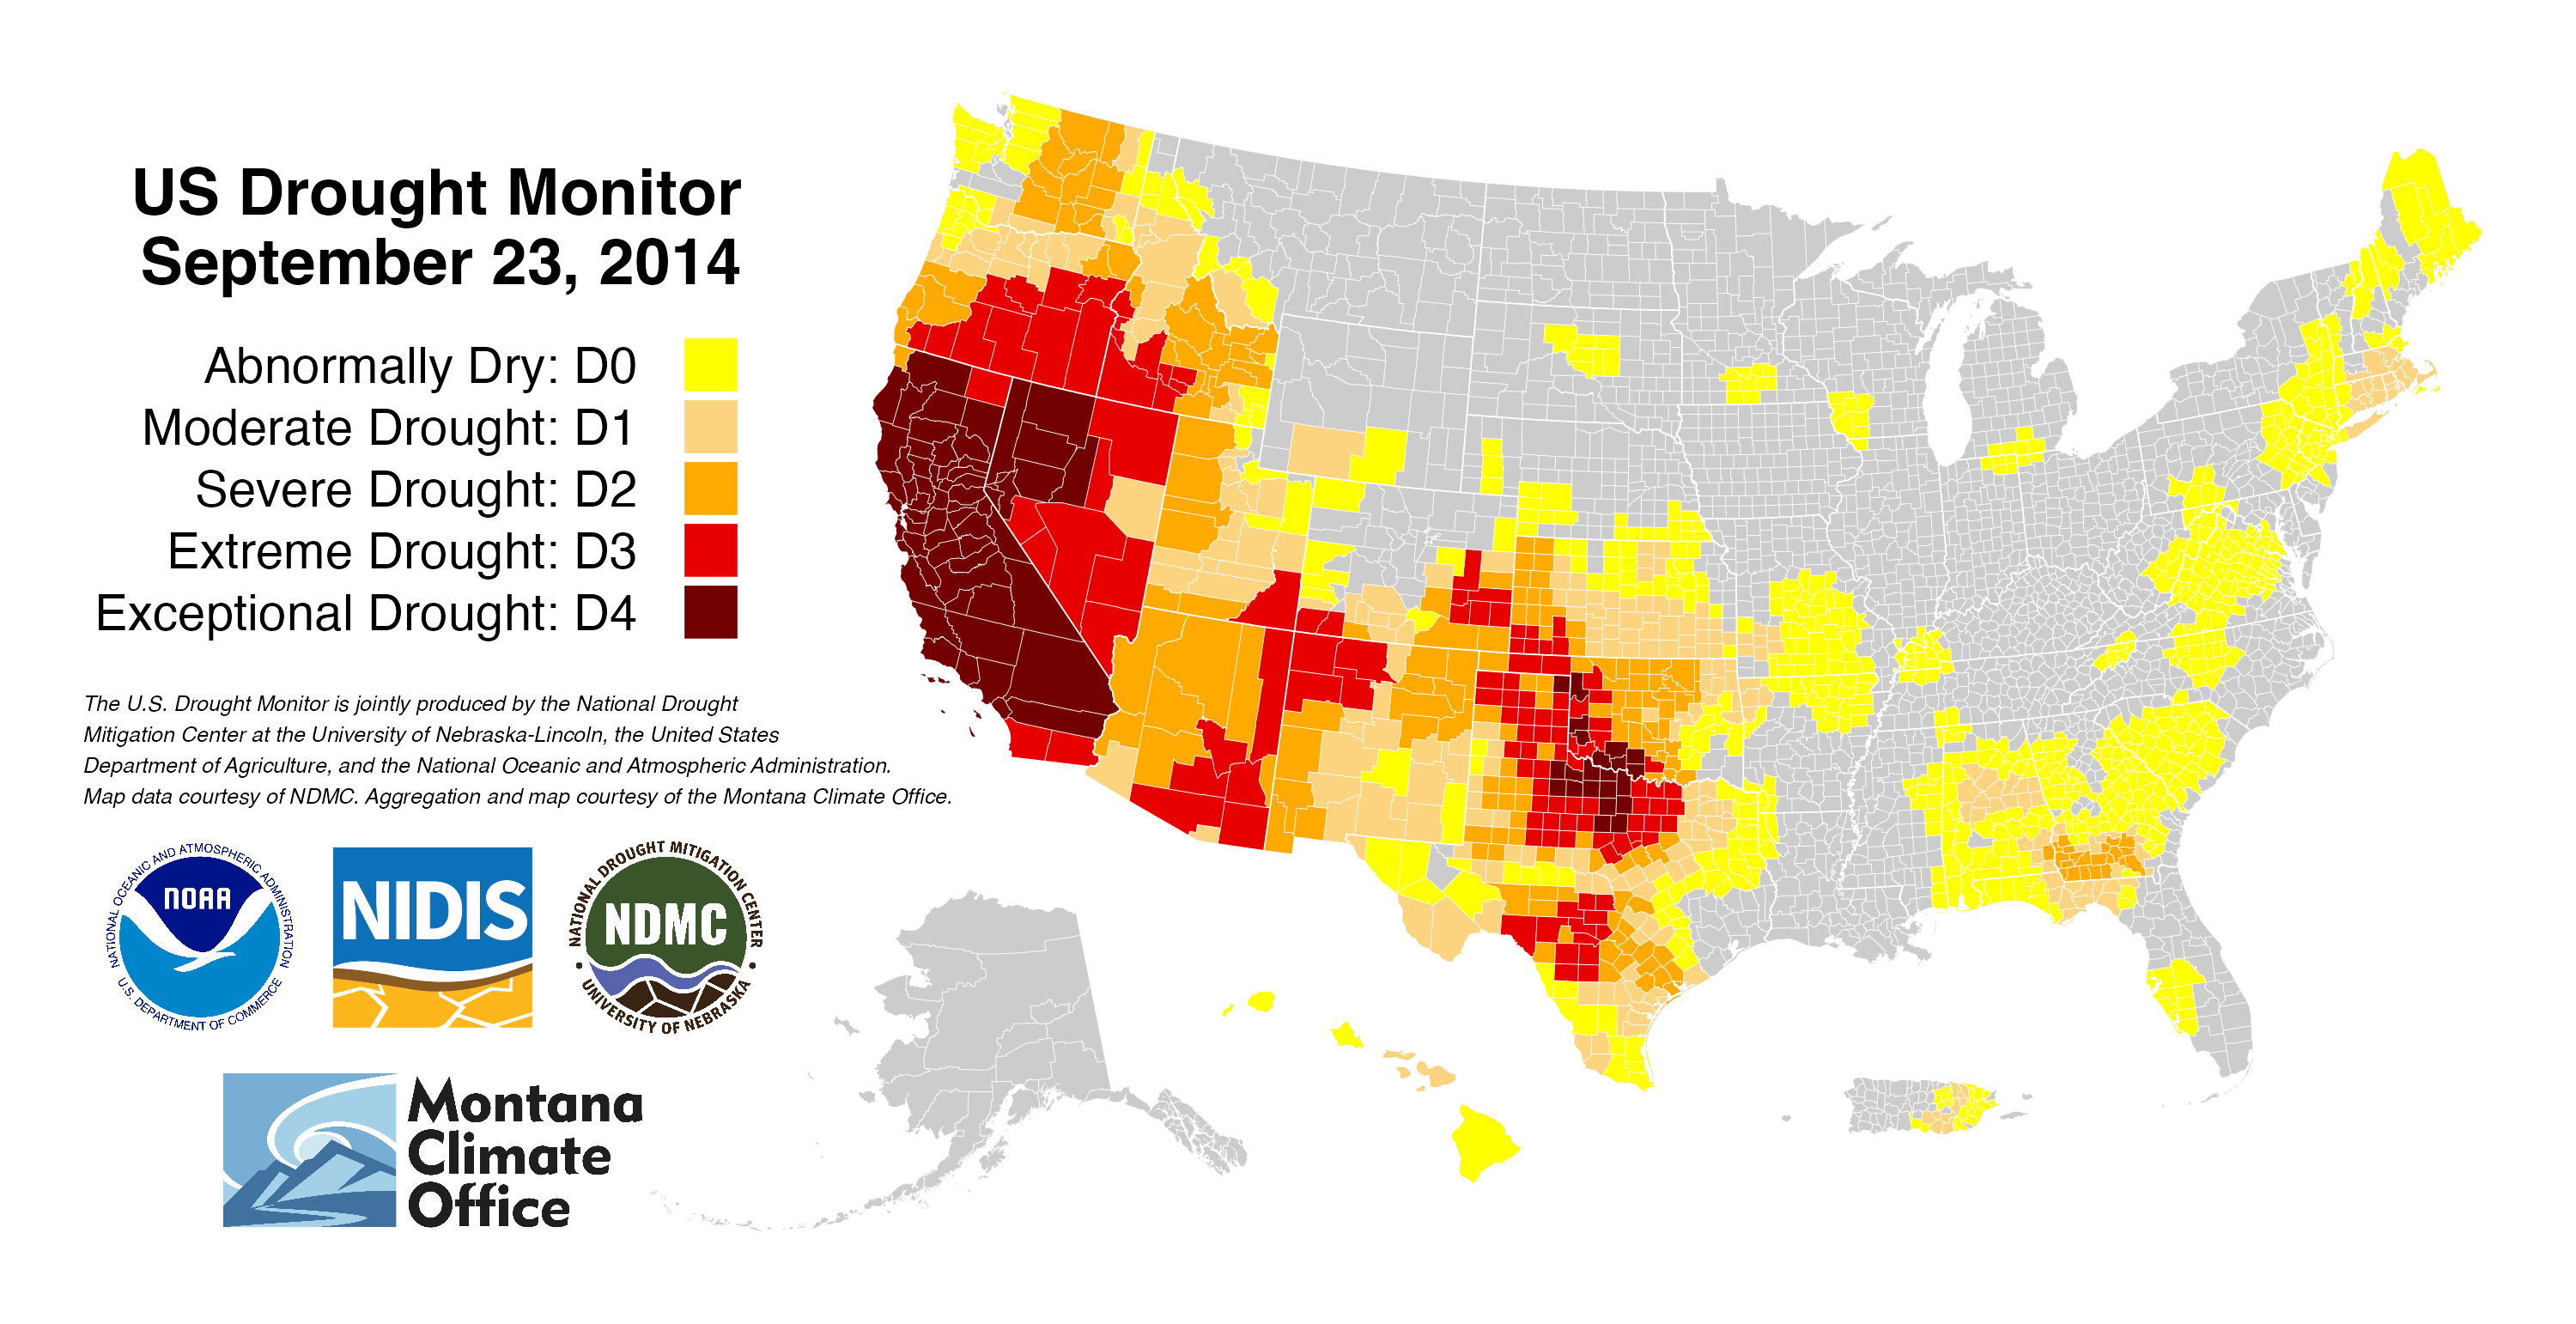 US Drought Monitor
September 23, 2014
Abnormally Dry: D0
Moderate Drought: D1
Severe Drought: D2
Extreme Drought: D3
Exceptional Drought: D4
The U.S. Drought Monitor is jointly produced by the National Drought
Mitigation Center at the University of Nebraska-Lincoln, the United States
Department of Agriculture, and the National Oceanic and Atmospheric Administration.
Map data courtesy of NDMC. Aggregation and map courtesy of the Montana Climate Office.
NATIONAL OCEANIC AND ATMOSPHERIC ADMINISTRATION
NOAA
U.S. DEPARTMENT OF COMMERCE
NIDIS
NATIONAL DROUGHT MITIGATION CENTER
NDMC
UNIVERSITY OF NEBRASKA
Montana
Climate
Office